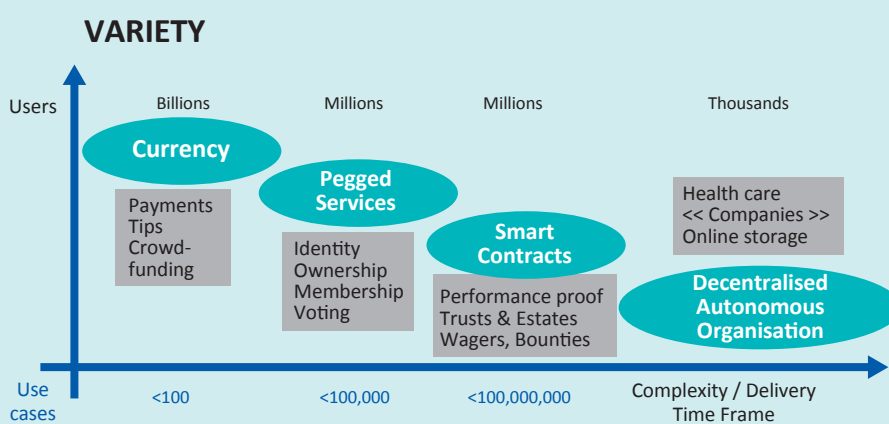 VARIETY
Users
Billions
Millions
Millions
Thousands
Currency
Payments
Tips
Crowd-
funding
Pegged
Services
Identity
Ownership
Membership
Voting
Smart
Contracts
Performance proof
Trusts & Estates
Wagers, Bounties
Health care
<< Companies >>
Online storage
Decentralised
Autonomous
Organisation
Use
cases
<100
<100,000
<100,000,000
Complexity / Delivery
Time Frame